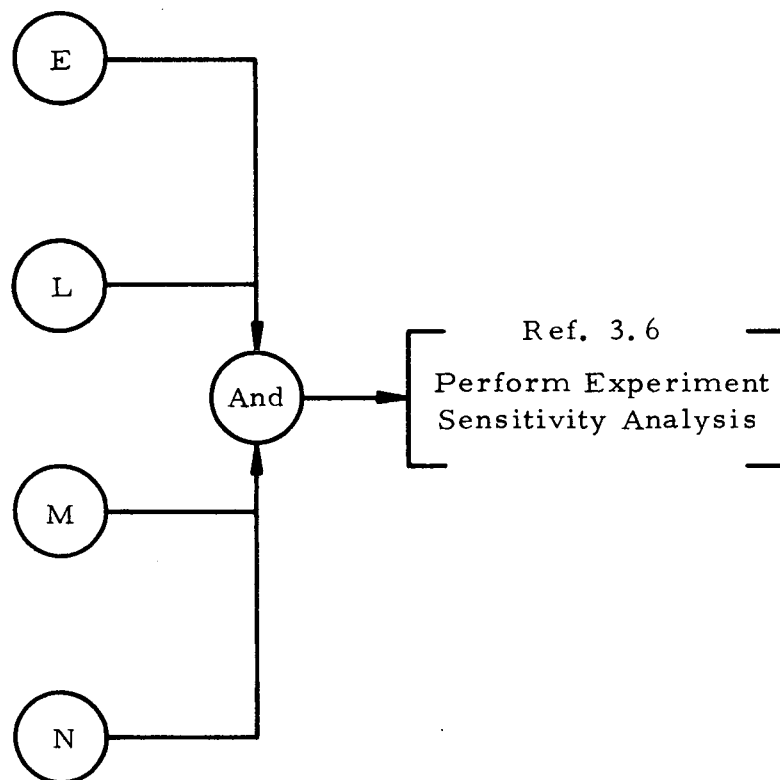 E
L
And
Ref. 3.6
Perform Experiment
Sensitivity Analysis
M
N